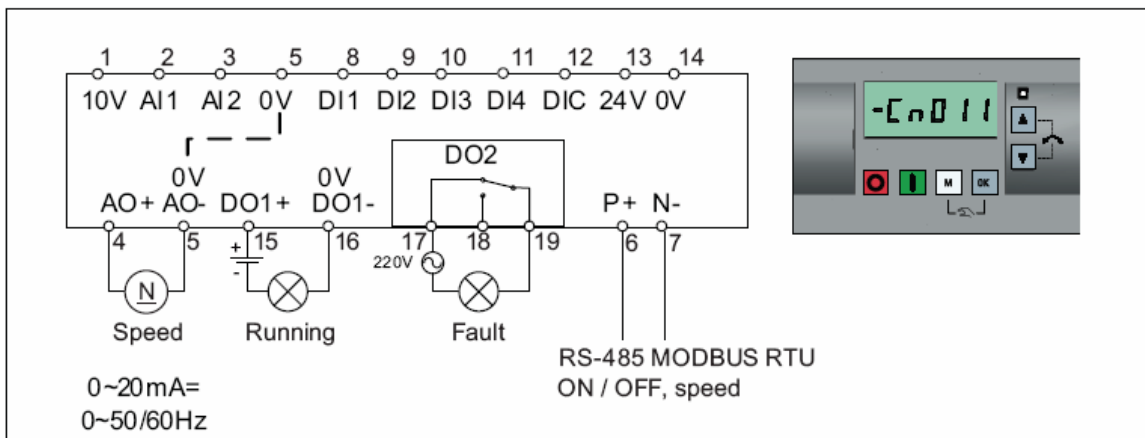 1 2 3 5 8 9 10 11 12 13 14
10V AI1 AI2 0V DI1 DI2 DI3 DI4 DIC 24V 0V
-Cn011
DO2
0V 0V
AO+ AO- DO1+ DO1- P+ N-
4 5 15 16 17 18 19 6 7
+
-
220V
N
M OK
Speed Running Fault
RS-485 MODBUS RTU
ON / OFF, speed
0~20mA=
0~50/60Hz